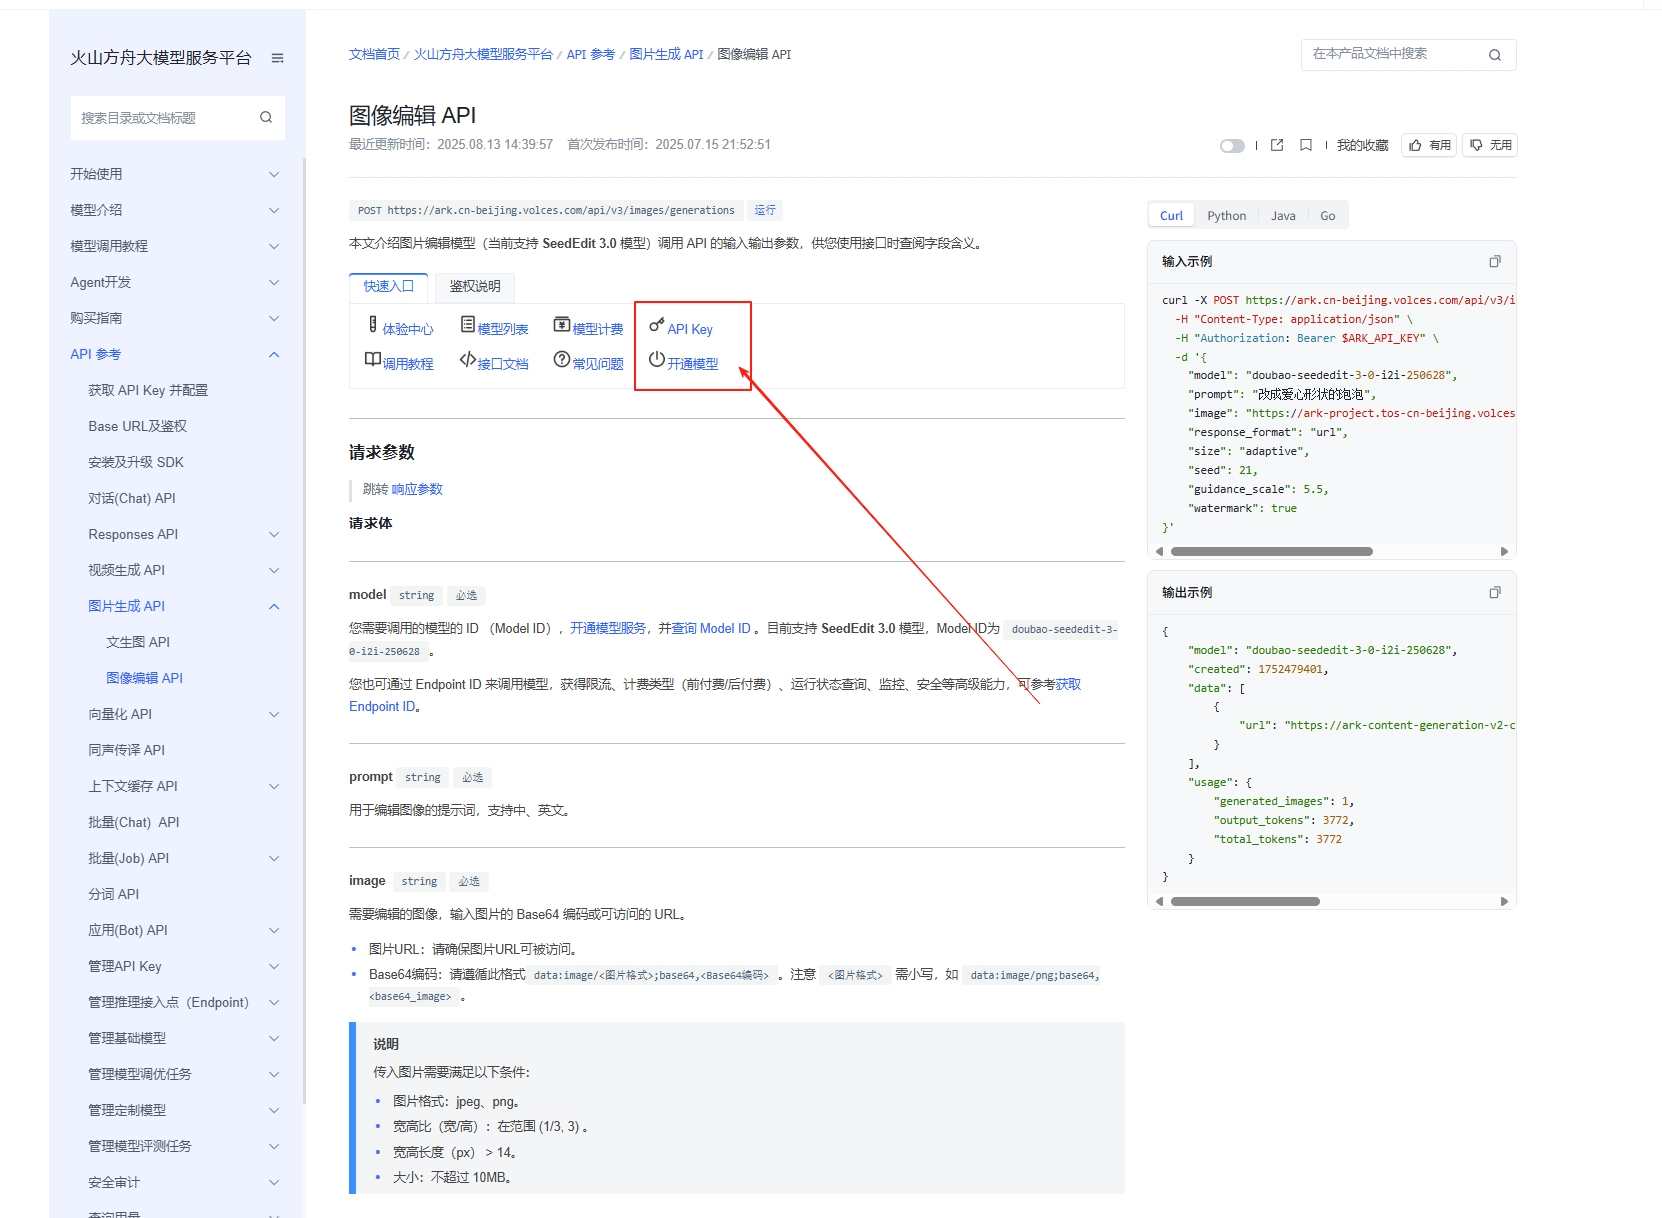 火山方舟大模型服务平台
搜索目录或文档标题
开始使用
模型介绍
模型调用教程
Agent开发
购买指南
API 参考
获取 API Key 并配置
Base URL及鉴权
安装及升级 SDK
对话(Chat) API
Responses API
视频生成 API
图片生成 API
文生图 API
图像编辑 API
向量化 API
同声传译 API
上下文缓存 API
批量(Chat) API
批量(Job) API
分词 API
应用(Bot) API
管理API Key
管理推理接入点（Endpoint）
管理基础模型
管理模型调优任务
管理定制模型
管理模型评测任务
安全审计
文档首页 / 火山方舟大模型服务平台 / API 参考 / 图片生成 API / 图像编辑 API
在本产品文档中搜索
图像编辑 API
最近更新时间：2025.08.13 14:39:57 首次发布时间：2025.07.15 21:52:51
我的收藏 有用 无用
POST https://ark.cn-beijing.volces.com/api/v3/images/generations 运行
本文介绍图片编辑模型（当前支持 SeedEdit 3.0 模型）调用 API 的输入输出参数，供您使用接口时查阅字段含义。
快速入口 鉴权说明
体验中心 模型列表 模型计费 API Key
调用教程 接口文档 常见问题 开通模型
请求参数
跳转 响应参数
请求体
model string 必选
您需要调用的模型的 ID （Model ID），开通模型服务，并查询 Model ID 。目前支持 SeedEdit 3.0 模型，Model ID为 doubao-seededit-3-
0-i2i-250628 。
您也可通过 Endpoint ID 来调用模型，获得限流、计费类型（前付费/后付费）、运行状态查询、监控、安全等高级能力，可参考获取
Endpoint ID。
prompt string 必选
用于编辑图像的提示词，支持中、英文。
image string 必选
需要编辑的图像，输入图片的 Base64 编码或可访问的 URL。
• 图片URL：请确保图片URL可被访问。
• Base64编码：请遵循此格式 data:image/<图片格式>;base64,<Base64编码> 。注意 <图片格式> 需小写，如 data:image/png;base64,
<base64_image> 。
说明
传入图片需要满足以下条件：
• 图片格式：jpeg、png。
• 宽高比（宽/高）：在范围 (1/3, 3) 。
• 宽高长度（px） > 14。
• 大小：不超过 10MB。
Curl Python Java Go
输入示例
curl -X POST https://ark.cn-beijing.volces.com/api/v3/i
-H "Content-Type: application/json" \
-H "Authorization: Bearer $ARK_API_KEY" \
-d '{
"model": "doubao-seededit-3-0-i2i-250628",
"prompt": "改成爱心形状的泡泡",
"image": "https://ark-project.tos-cn-beijing.volces
"response_format": "url",
"size": "adaptive",
"seed": 21,
"guidance_scale": 5.5,
"watermark": true
}'
输出示例
{
"model": "doubao-seededit-3-0-i2i-250628",
"created": 1752479401,
"data": [
{
"url": "https://ark-content-generation-v2-c
}
],
"usage": {
"generated_images": 1,
"output_tokens": 3772,
"total_tokens": 3772
}
}